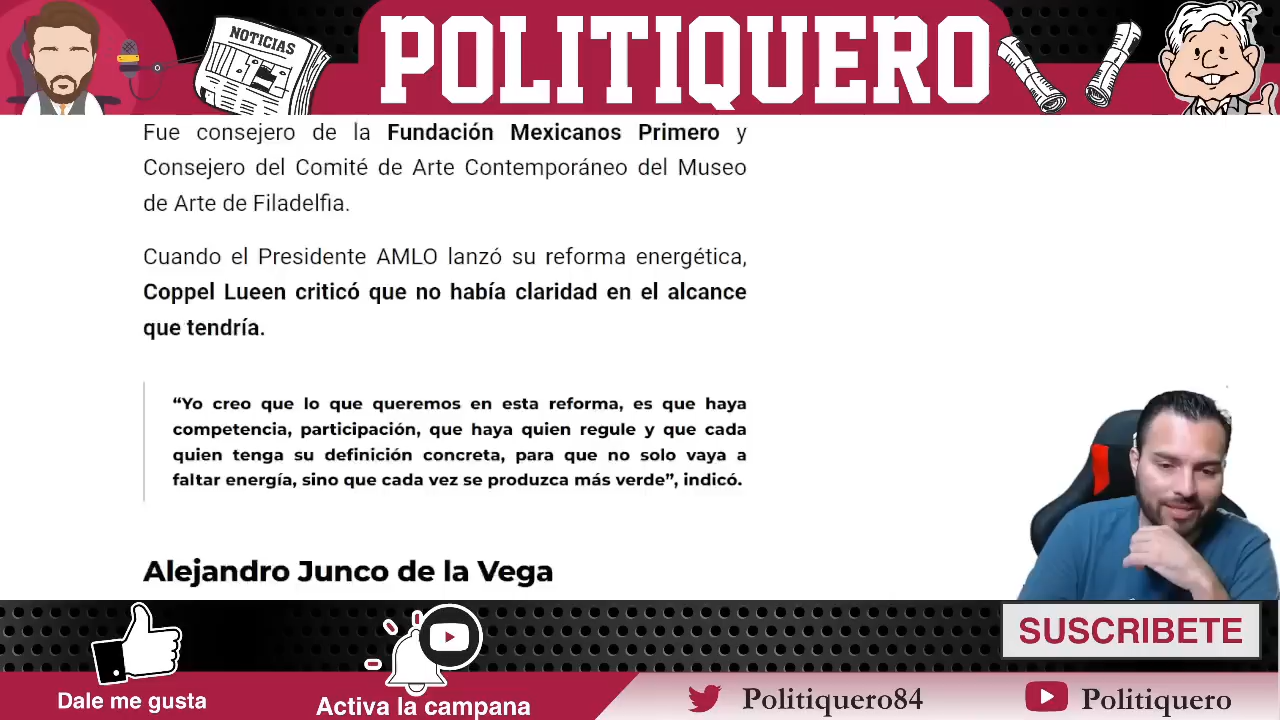 NOTICIAS
POLITIQUERO
Fue consejero de la Fundación Mexicanos Primero y
Consejero del Comité de Arte Contemporáneo del Museo
de Arte de Filadelfia.
Cuando el Presidente AMLO lanzó su reforma energética,
Coppel Lueen criticó que no había claridad en el alcance
que tendría.
“Yo creo que lo que queremos en esta reforma, es que haya
competencia, participación, que haya quien regule y que cada
quien tenga su definición concreta, para que no solo vaya a
faltar energía, sino que cada vez se produzca más verde”, indicó.
Alejandro Junco de la Vega
SUSCRIBETE
Dale me gusta
Activa la campana
Politiquero84
Politiquero